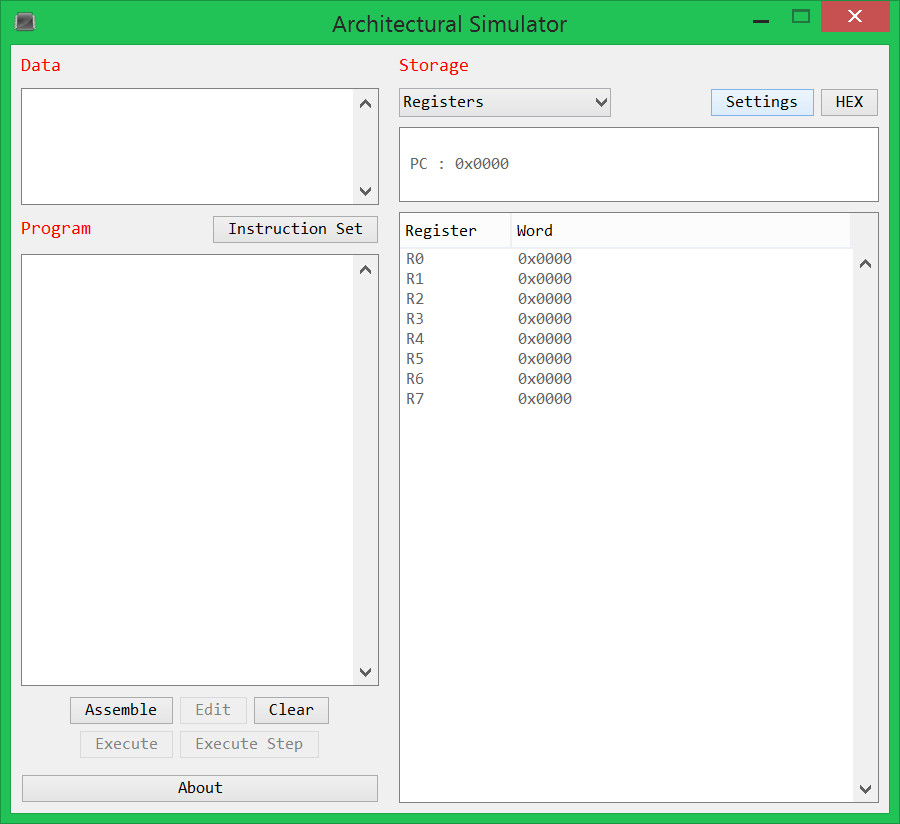 Architectural Simulator
Data
Program
Instruction Set
Assemble Edit Clear
Execute Execute Step
About
Storage
Registers Settings HEX
PC : 0x0000
Register Word
R0 0x0000
R1 0x0000
R2 0x0000
R3 0x0000
R4 0x0000
R5 0x0000
R6 0x0000
R7 0x0000